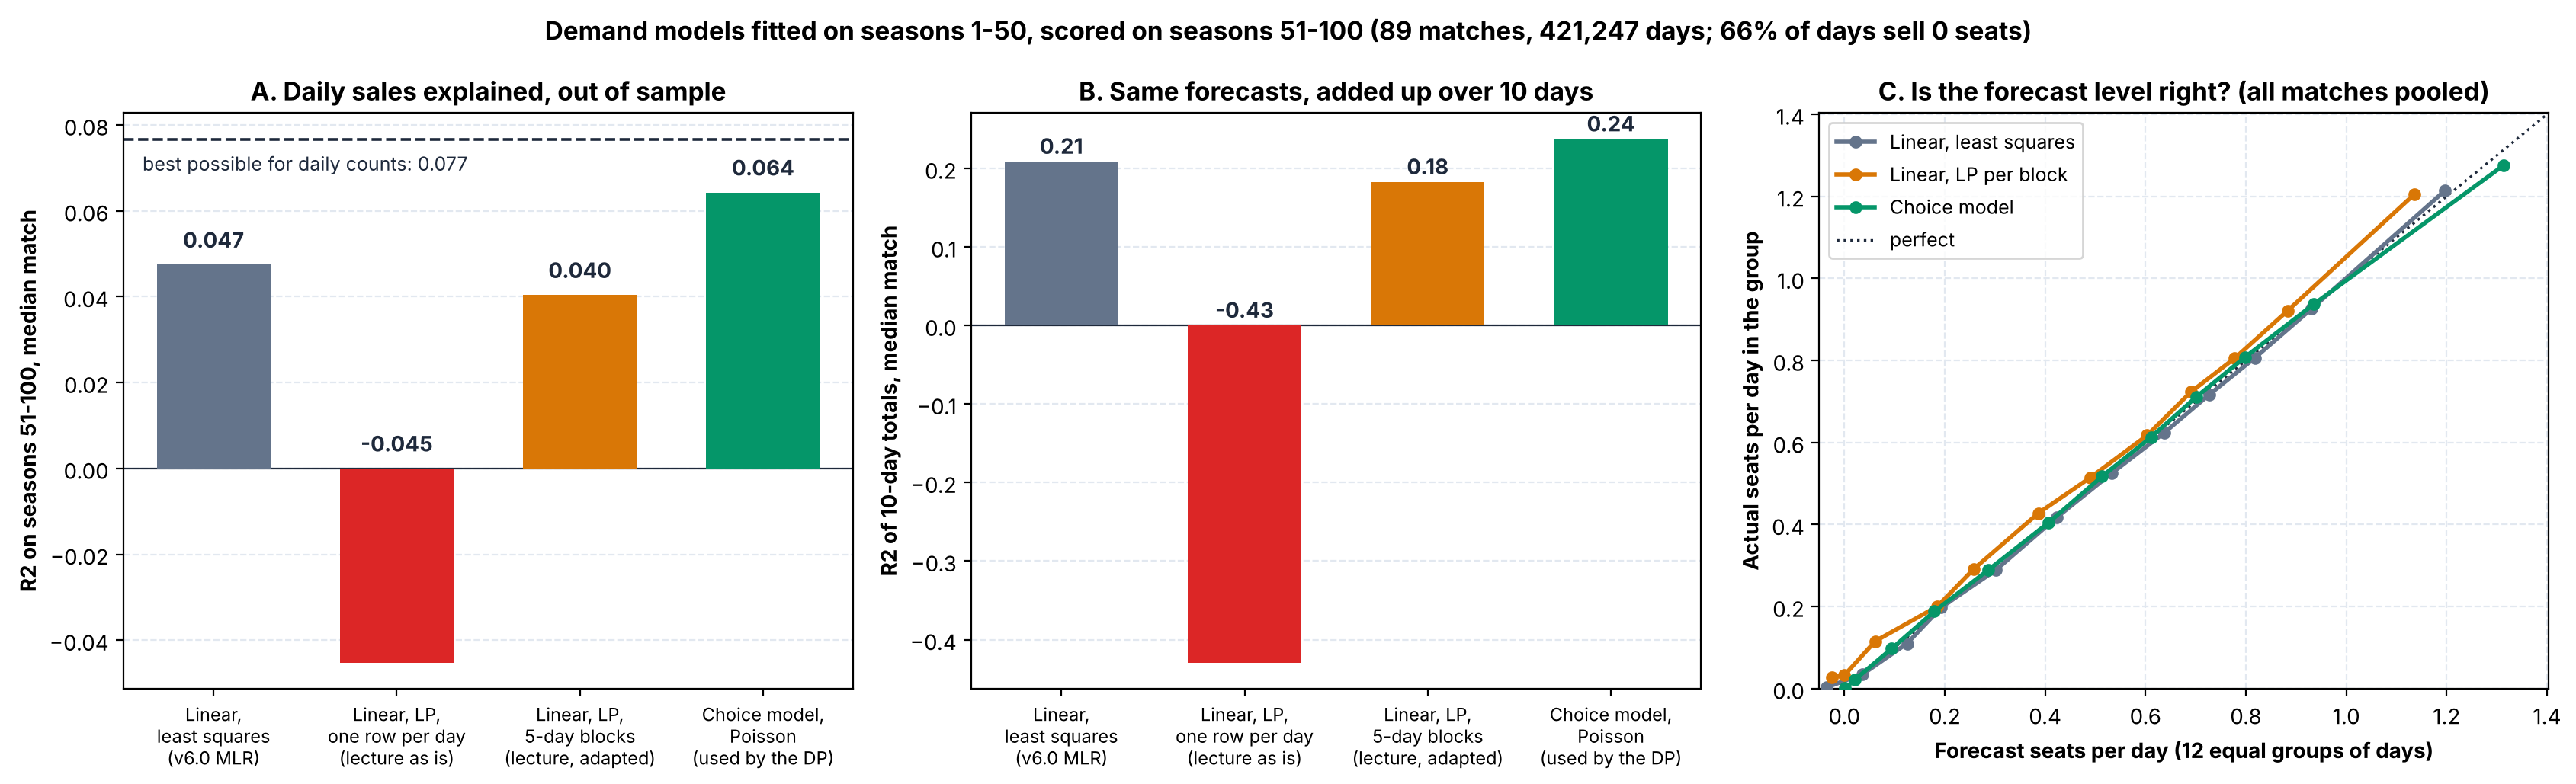 Demand models fitted on seasons 1-50, scored on seasons 51-100 (89 matches, 421,247 days; 66% of days sell 0 seats)
A. Daily sales explained, out of sample
R2 on seasons 51-100, median match
0.08
0.06
0.04
0.02
0.00
−0.02
−0.04
best possible for daily counts: 0.077
0.047
-0.045
0.040
0.064
Linear,
least squares
(v6.0 MLR)
Linear, LP,
one row per day
(lecture as is)
Linear, LP,
5-day blocks
(lecture, adapted)
Choice model,
Poisson
(used by the DP)
B. Same forecasts, added up over 10 days
R2 of 10-day totals, median match
0.2
0.1
0.0
−0.1
−0.2
−0.3
−0.4
0.21
-0.43
0.18
0.24
Linear,
least squares
(v6.0 MLR)
Linear, LP,
one row per day
(lecture as is)
Linear, LP,
5-day blocks
(lecture, adapted)
Choice model,
Poisson
(used by the DP)
C. Is the forecast level right? (all matches pooled)
Actual seats per day in the group
1.4
1.2
1.0
0.8
0.6
0.4
0.2
0.0
Linear, least squares
Linear, LP per block
Choice model
perfect
0.0
0.2
0.4
0.6
0.8
1.0
1.2
1.4
Forecast seats per day (12 equal groups of days)